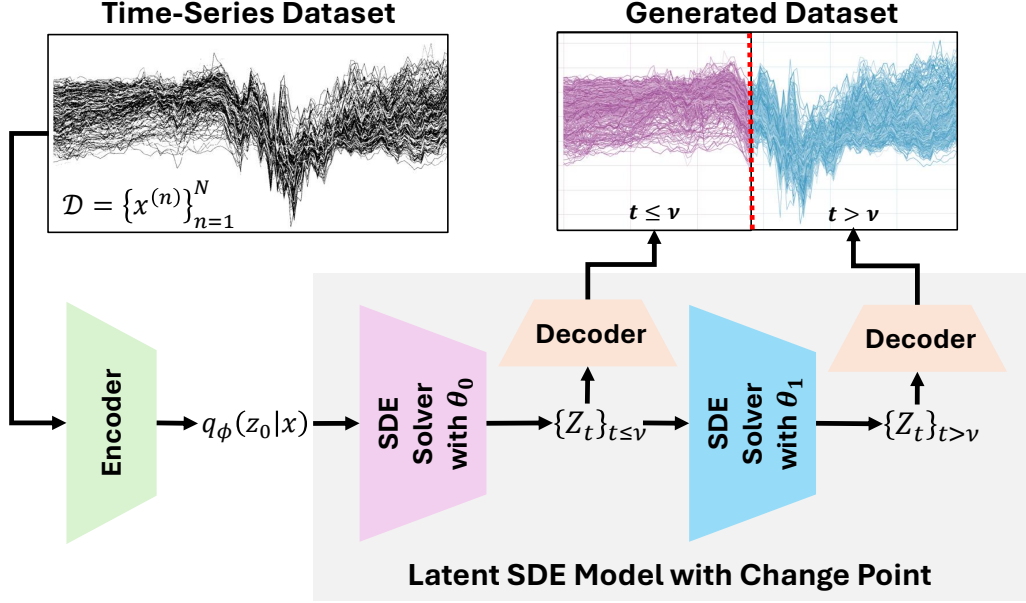 Time-Series Dataset
Generated Dataset
𝒟 = {x^{(n)}}_{n=1}^{N}
t ≤ ν
t > ν
Encoder
q_ϕ(z_0|x)
SDE
Solver
with θ_0
Decoder
{Z_t}_{t≤ν}
SDE
Solver
with θ_1
Decoder
{Z_t}_{t>ν}
Latent SDE Model with Change Point